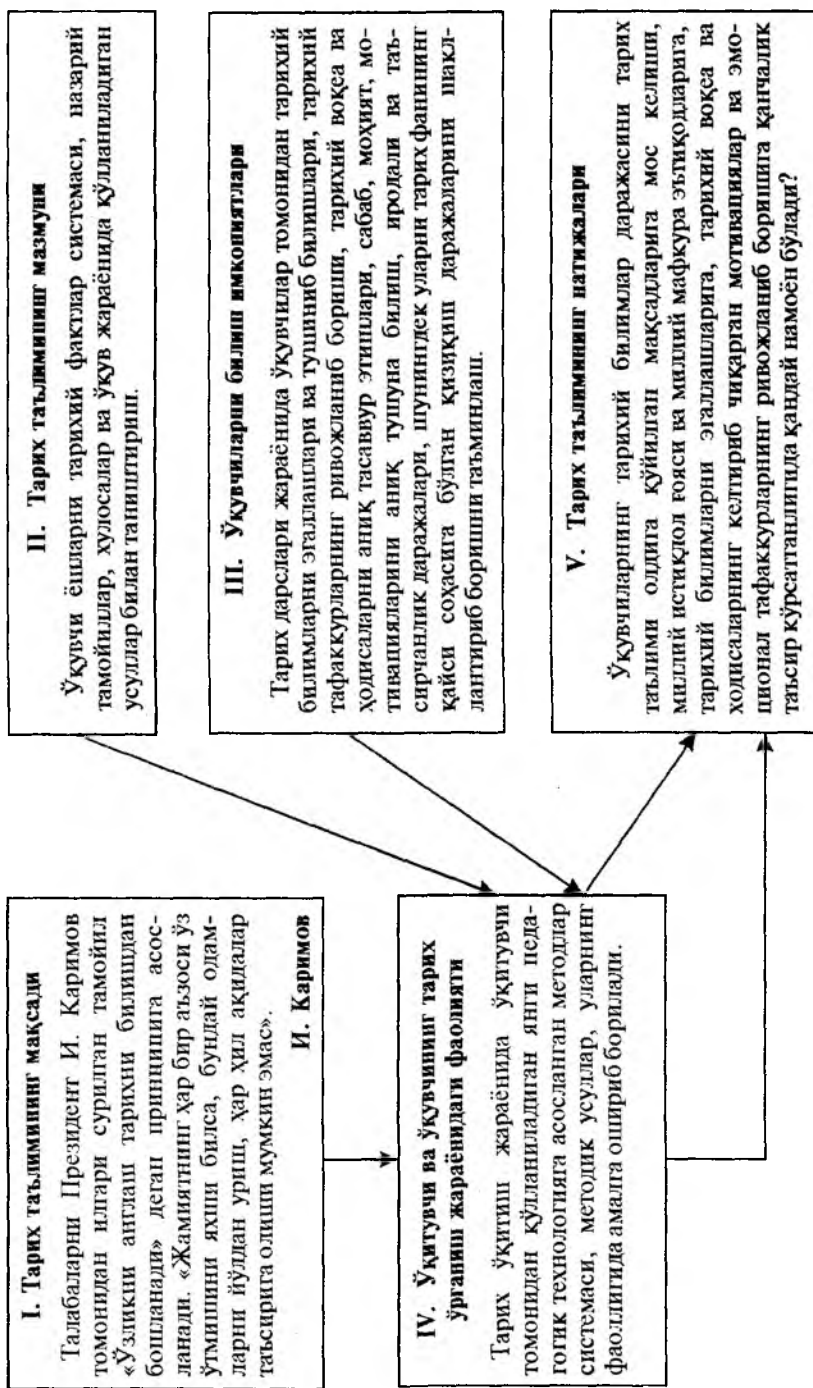 I. Тарих таълимининг мақсади
Талабаларни Президент И. Каримов
томонидан илгари сурилган тамойил
«Ўзликни англаш тарихни билишдан
бошланади» деган принципига асос-
ланади. «Жамиятнинг ҳар бир аъзоси ўз
ўтмишини яхши билса, бундай одам-
ларни йўлдан уриш, ҳар ҳил ақидалар
таъсирига олиши мумкин эмас».
И. Каримов
II. Тарих таълимининг мазмуни
Ўқувчи ёшларни тарихий фактлар системаси, назарий
тамойиллар, хулосалар ва ўқув жараёнида қўлланиладиган
усуллар билан таништириш.
III. Ўқувчиларни билиш имкониятлари
Тарих дарслари жараёнида ўқувчилар томонидан тарихий
билимларни эгаллашлари ва тушиниб билишлари, тарихий
тафаккурларнинг ривожланиб бориши, тарихий воқеа ва
ҳодисаларни аниқ тасаввур этиплари, сабаб, моҳият, мо-
тивацияларини аниқ тушуна билиш, иродали ва таъ-
сирчанлик даражалари, шунингдек уларни тарих фанининг
қайси соҳасига бўлган қизиқиш даражаларини шакл-
лантириб боришни таъминлаш.
IV. Ўқитувчи ва ўқувчининг тарих
ўрганиш жараёнидаги фаолияти
Тарих ўқитиш жараёнида ўқитувчи
томонидан қўлланиладиган янги педа-
гогик технологияга асосланган методлар
системаси, методик усуллар, уларнинг
фаоллигида амалга ошириб борилади.
V. Тарих таълимининг натижалари
Ўқувчиларнинг тарихий билимлар даражасини тарих
таълими олдига қўйилган мақсадларига мос келиши,
миллий истиқлол ғояси ва миллий мафкура эътиқодларига,
тарихий билимларни эгаллашларига, тарихий воқеа ва
ҳодисаларнинг келтириб чиқарган мотивациялар ва эмо-
ционал тафаккурларнинг ривожланиб боришига қанчалик
таъсир кўрсатганлигида қандай намоён бўлади?